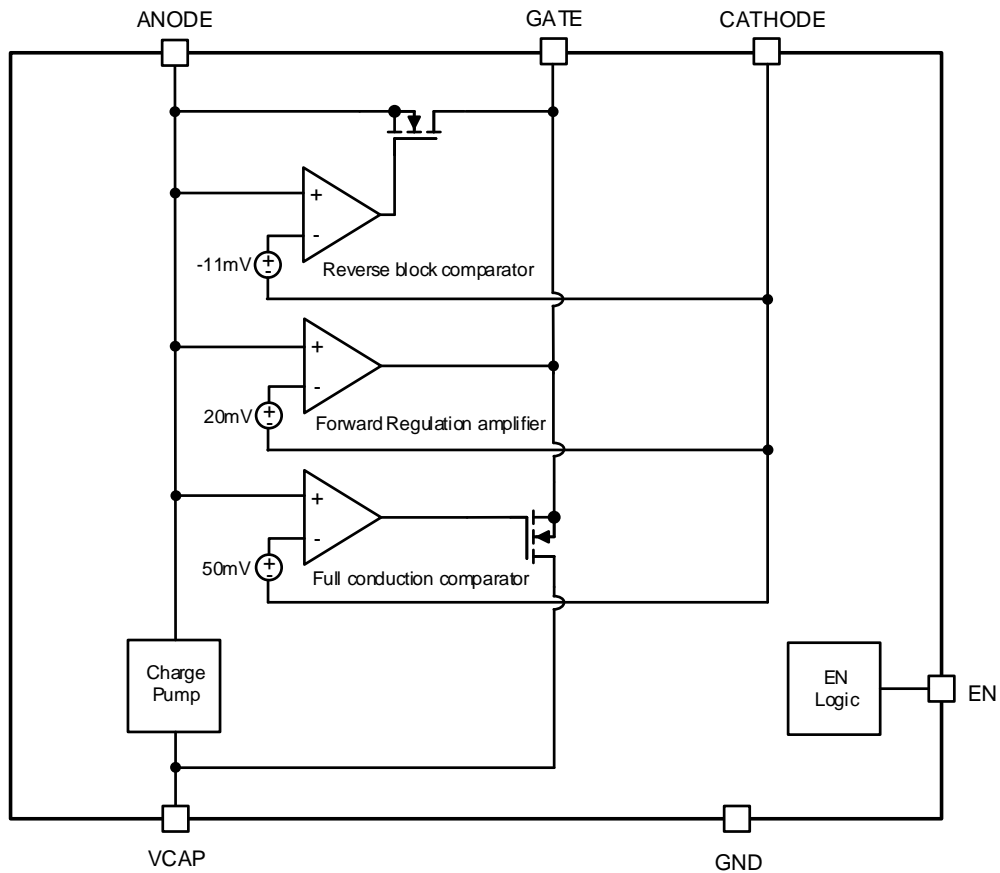 ANODE
GATE
CATHODE
+
-
-11mV
+
-
Reverse block comparator
+
-
20mV
+
-
Forward Regulation amplifier
+
-
50mV
+
-
Full conduction comparator
Charge
Pump
EN
Logic
EN
VCAP
GND